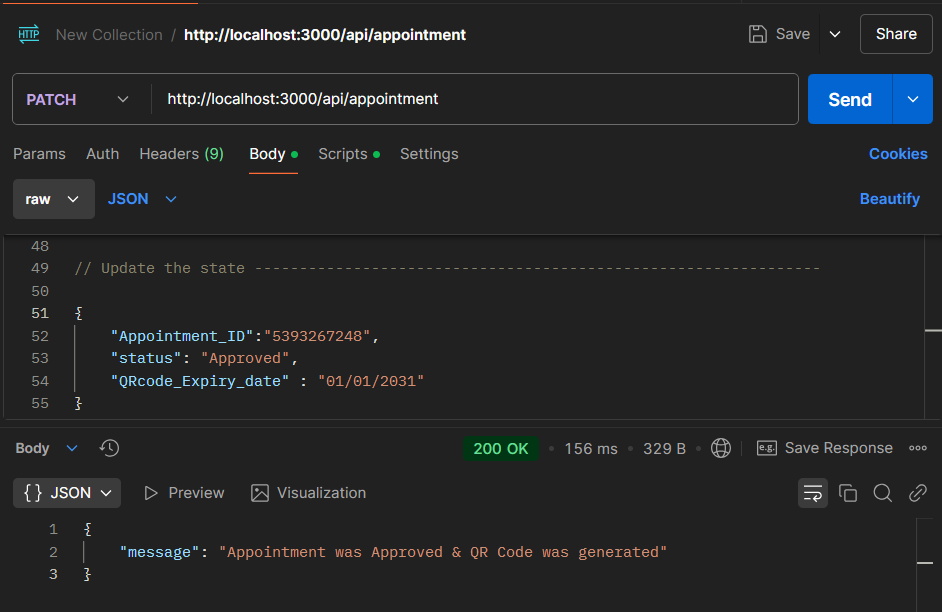 HTTP New Collection / http://localhost:3000/api/appointment Save Share
PATCH http://localhost:3000/api/appointment Send
Params Auth Headers (9) Body Scripts Settings Cookies
raw JSON Beautify
48
49 // Update the state ---------------------------------------------------------------
50
51 {
52 "Appointment_ID":"5393267248",
53 "status": "Approved",
54 "QRcode_Expiry_date" : "01/01/2031"
55 }
Body 200 OK • 156 ms • 329 B • e.g. Save Response
{} JSON Preview Visualization
1 {
2 "message": "Appointment was Approved & QR Code was generated"
3 }